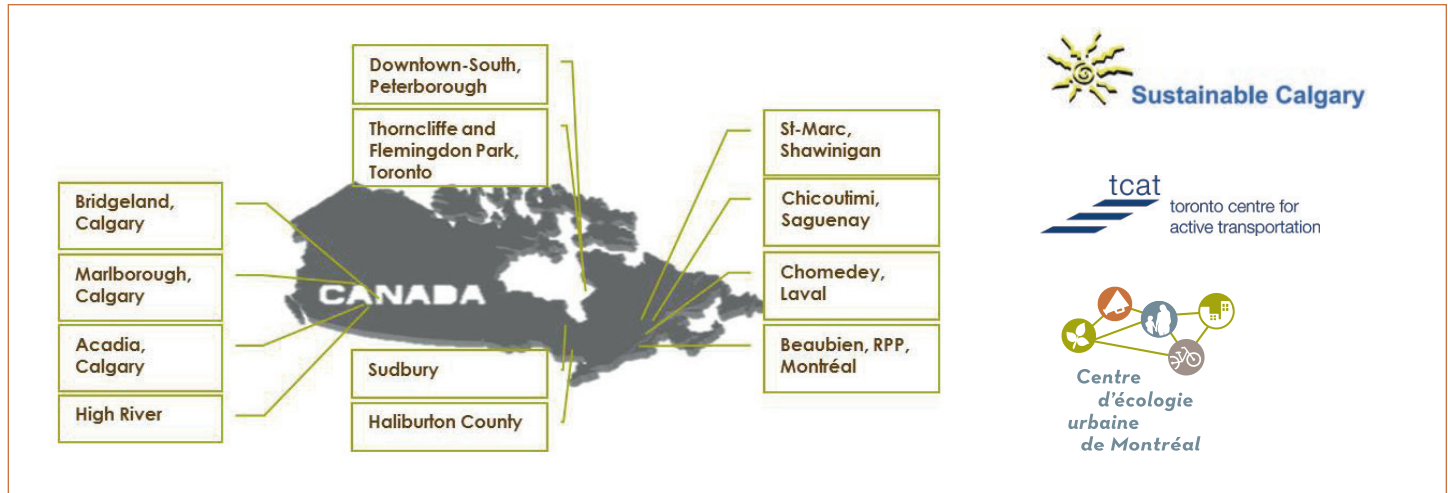 Downtown-South,
Peterborough
Thorncliffe and
Flemingdon Park,
Toronto
Bridgeland,
Calgary
Marlborough,
Calgary
Acadia,
Calgary
High River
CANADA
Sudbury
Haliburton County
St-Marc,
Shawinigan
Chicoutimi,
Saguenay
Chomedey,
Laval
Beaubien, RPP,
Montréal
Sustainable Calgary
tcat
toronto centre for
active transportation
Centre
d'écologie
urbaine
de Montréal